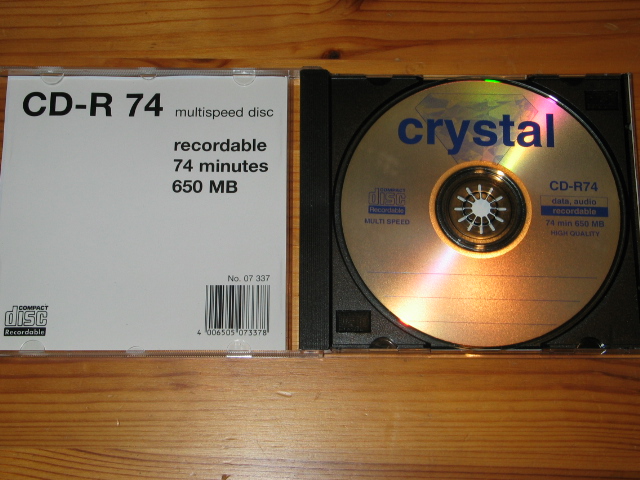 CD-R 74 multispeed disc
recordable
74 minutes
650 MB
No. 07 337
COMPACT
disc
Recordable
4 006505 073378
crystal
COMPACT
disc
Recordable
MULTI SPEED
CD-R74
data, audio
recordable
74 min 650 MB
HIGH QUALITY